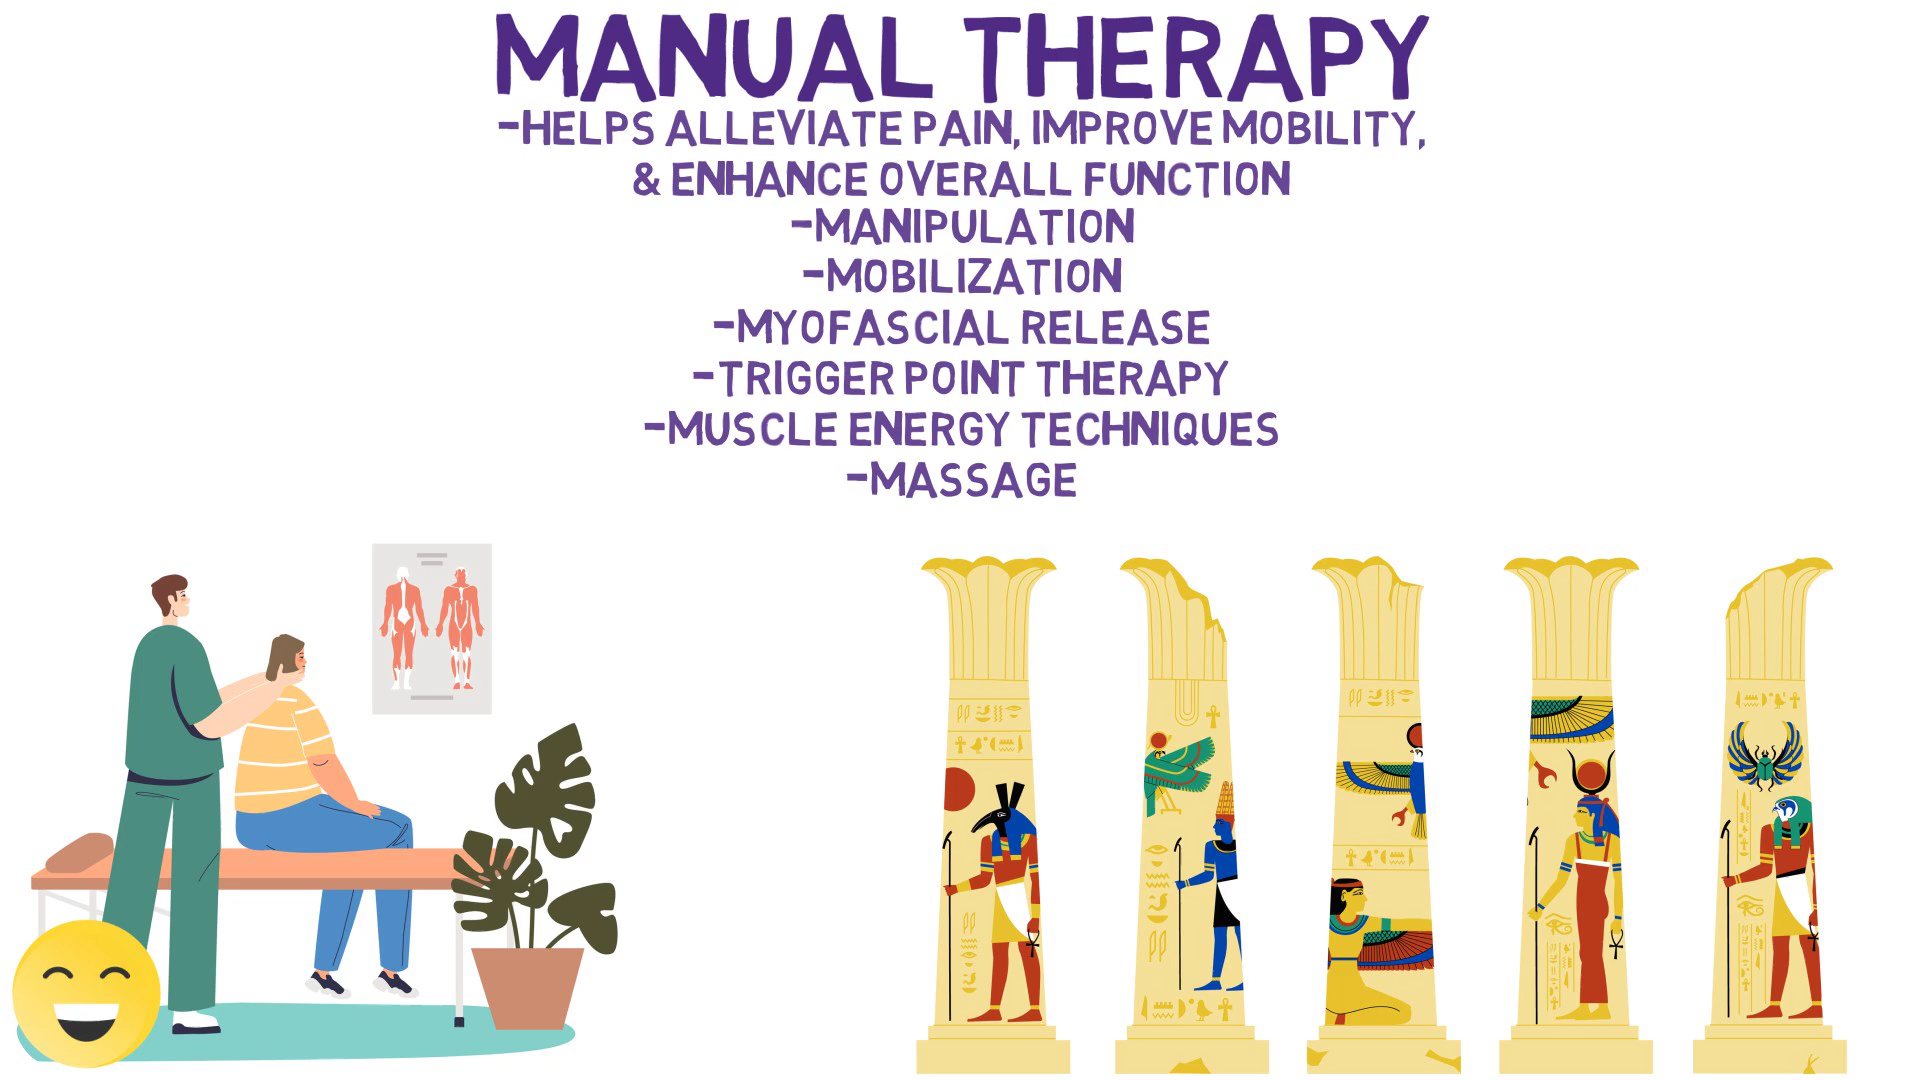 MANUAL THERAPY
-HELPS ALLEVIATE PAIN, IMPROVE MOBILITY,
& ENHANCE OVERALL FUNCTION
-MANIPULATION
-MOBILIZATION
-MYOFASCIAL RELEASE
-TRIGGER POINT THERAPY
-MUSCLE ENERGY TECHNIQUES
-MASSAGE